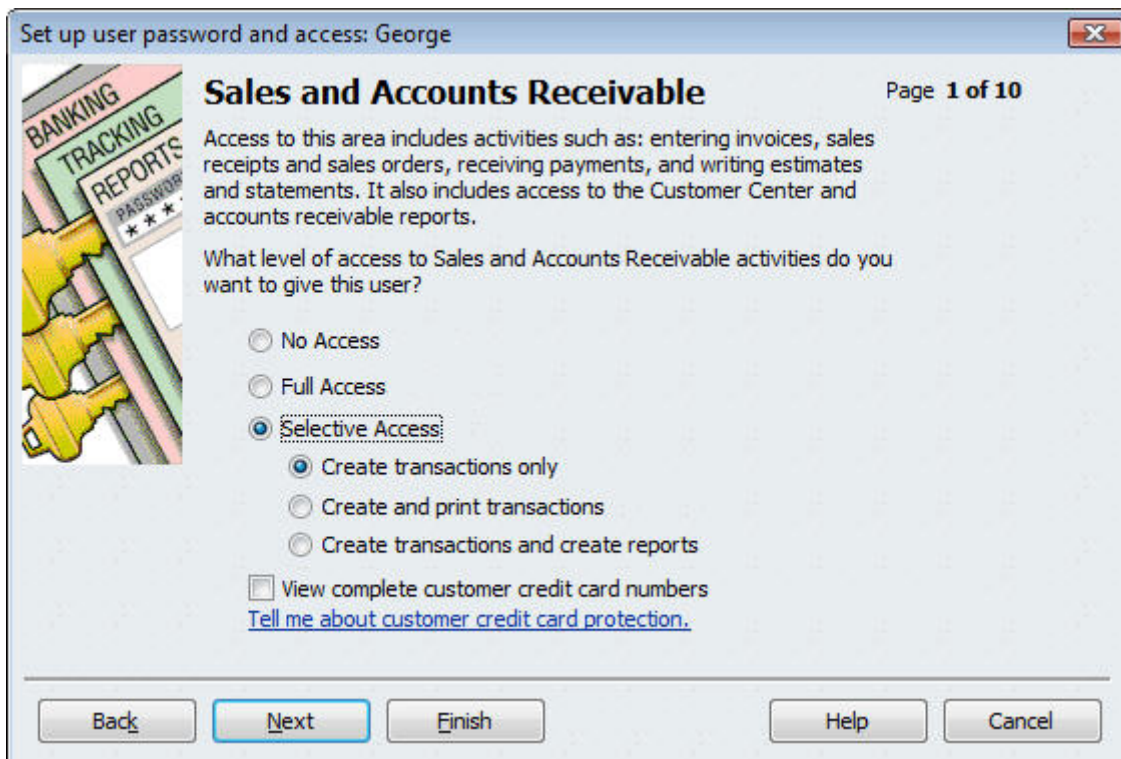 Set up user password and access: George
BANKING
TRACKING
REPORTS
Sales and Accounts Receivable
Page 1 of 10
Access to this area includes activities such as: entering invoices, sales
receipts and sales orders, receiving payments, and writing estimates
and statements. It also includes access to the Customer Center and
accounts receivable reports.
What level of access to Sales and Accounts Receivable activities do you
want to give this user?
No Access
Full Access
Selective Access
Create transactions only
Create and print transactions
Create transactions and create reports
View complete customer credit card numbers
Tell me about customer credit card protection.
Back
Next
Finish
Help
Cancel